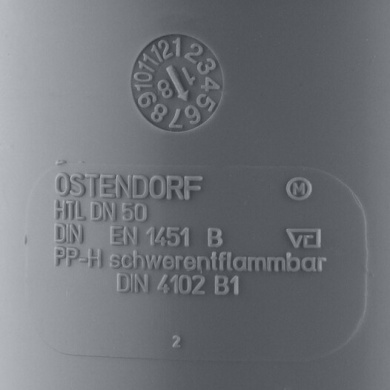 1 2 3 4 5 6 7 8 9 10 11 12
18
OSTENDORF M
HTL DN 50
DIN EN 1451 B
PP-H schwerentflammbar
DIN 4102 B1
2